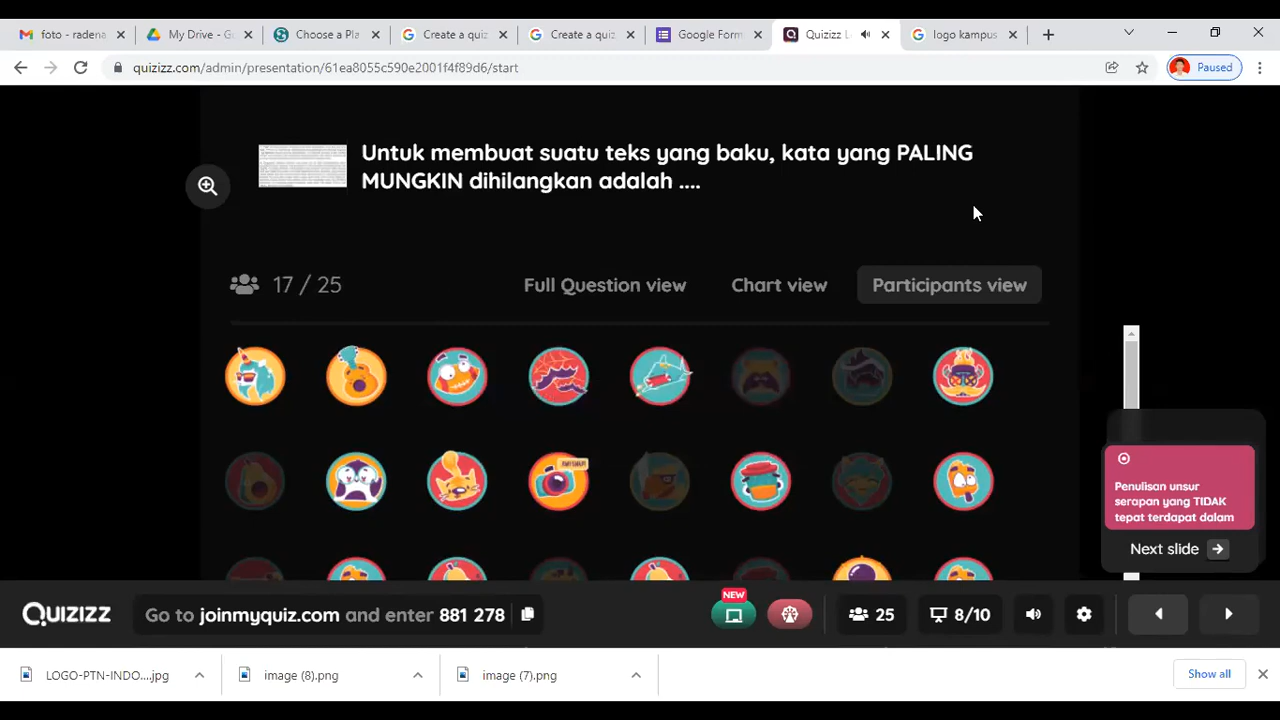 foto - radena
My Drive - Go
Choose a Pla
Create a quiz
Create a quiz
Google Form
Quizizz L
logo kampus
quizizz.com/admin/presentation/61ea8055c590e2001f4f89d6/start
Paused
Untuk membuat suatu teks yang baku, kata yang PALING
MUNGKIN dihilangkan adalah ....
17 / 25
Full Question view
Chart view
Participants view
Penulisan unsur
serapan yang TIDAK
tepat terdapat dalam
Next slide
QUIZIZZ
Go to joinmyquiz.com and enter 881 278
NEW
25
8/10
LOGO-PTN-INDO....jpg
image (8).png
image (7).png
Show all